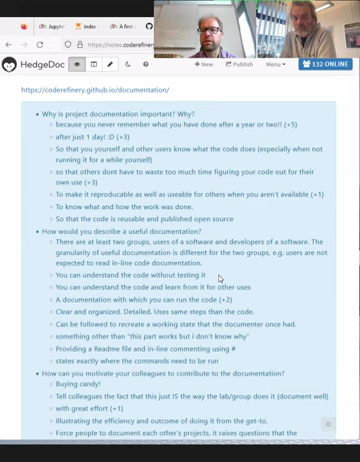 Jupyter
index
A first
https://notes.coderefinery
HedgeDoc
New
Publish
Menu
132 ONLINE
https://coderefinery.github.io/documentation/
Why is project documentation important? Why?
because you never remember what you have done after a year or two!! (+5)
after just 1 day! :D (+3)
So that you yourself and other users know what the code does (especially when not
running it for a while yourself)
so that others dont have to waste too much time figuring your code out for their
own use (+3)
To make it reproducable as well as useable for others when you aren't available (+1)
To know what and how the work was done.
So that the code is reusable and published open source
How would you describe a useful documentation?
There are at least two groups, users of a software and developers of a software. The
granularity of useful documentation is different for the two groups, e.g. users are not
expected to read in-line code documentation.
You can understand the code without testing it
You can understand the code and learn from it for other uses
A documentation with which you can run the code (+2)
Clear and organized. Detailed. Uses same steps than the code.
Can be followed to recreate a working state that the documenter once had.
something other than "this part works but i don't know why"
Providing a Readme file and in-line commenting using #
states exactly where the commands need to be run
How can you motivate your colleagues to contribute to the documentation?
Buying candy!
Tell colleagues the fact that this just IS the way the lab/group does it (document well)
with great effort (+1)
Illustrating the efficiency and outcome of doing it from the get-to.
Force people to document each other's projects, it raises questions that the